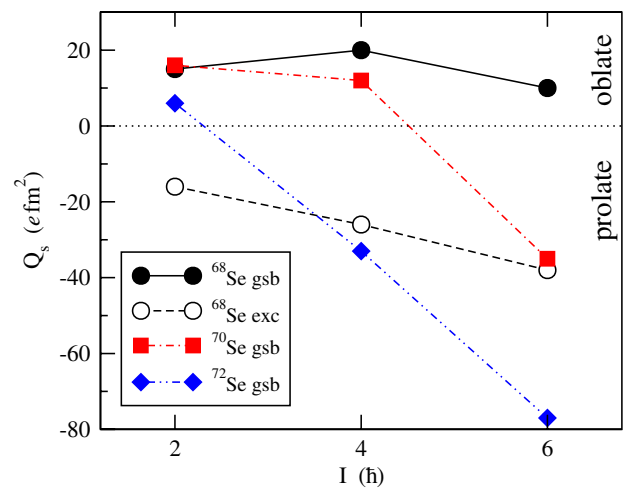 20
0
-20
-40
-60
-80
Q_s (e fm²)
oblate
prolate
⁶⁸Se gsb
⁶⁸Se exc
⁷⁰Se gsb
⁷²Se gsb
2 4 6
I (ħ)